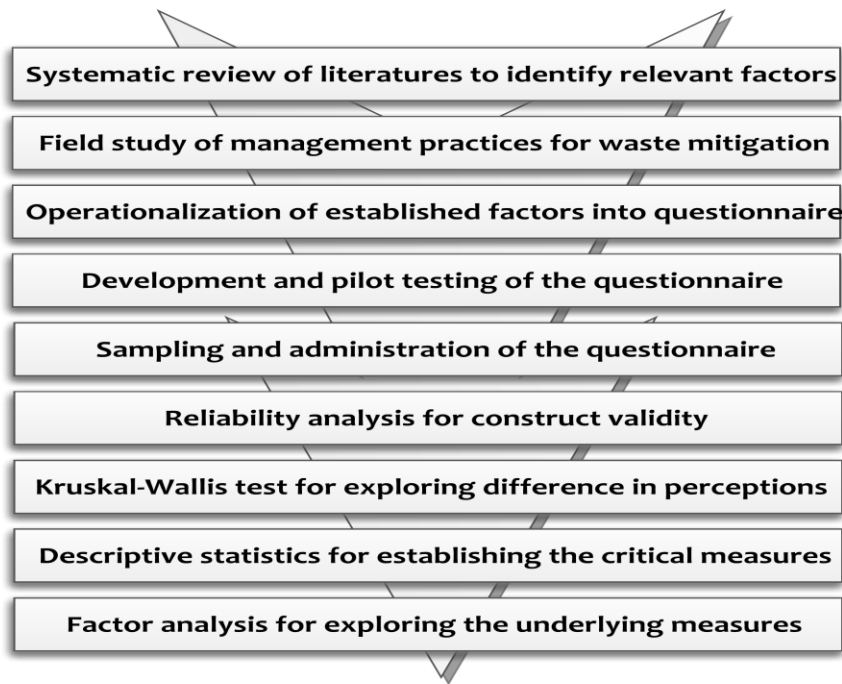 Systematic review of literatures to identify relevant factors
Field study of management practices for waste mitigation
Operationalization of established factors into questionnaire
Development and pilot testing of the questionnaire
Sampling and administration of the questionnaire
Reliability analysis for construct validity
Kruskal-Wallis test for exploring difference in perceptions
Descriptive statistics for establishing the critical measures
Factor analysis for exploring the underlying measures